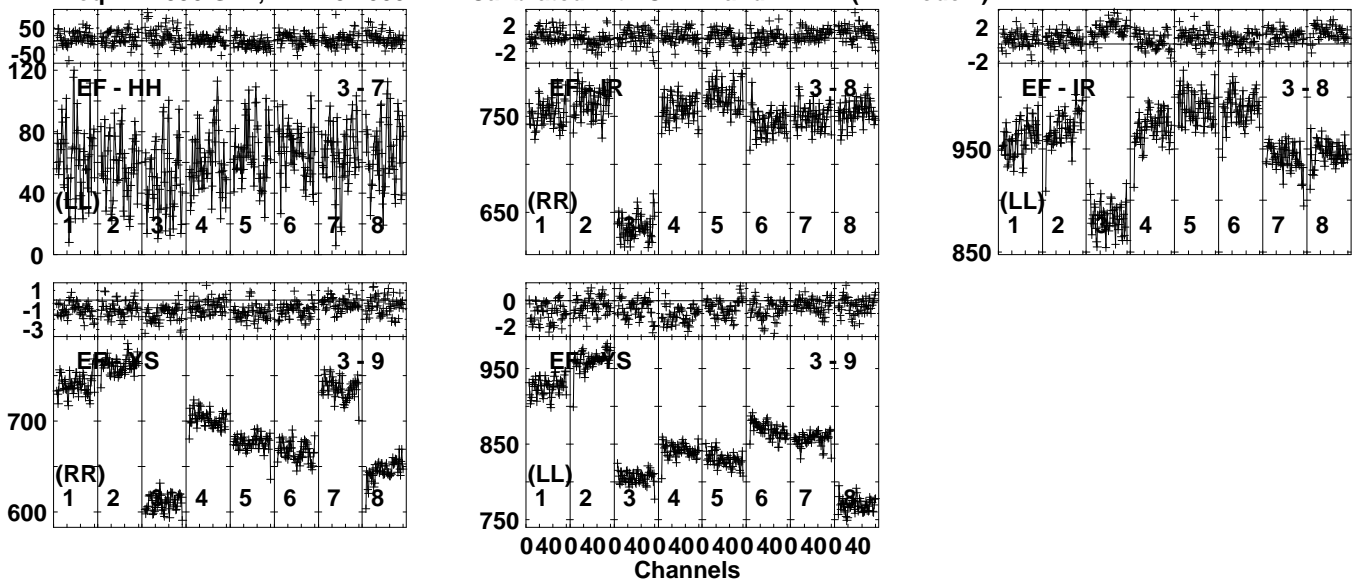 50
-50
120
80
40
0
EF - HH
3 - 7
(LL)
1 2 3 4 5 6 7 8
2
-2
750
650
EF - IR
3 - 8
(RR)
1 2 3 4 5 6 7 8
2
-2
950
850
EF - IR
3 - 8
(LL)
1 2 3 4 5 6 7 8
1
-1
-3
700
600
EF - YS
3 - 9
(RR)
1 2 3 4 5 6 7 8
0
-2
950
850
750
EF - YS
3 - 9
(LL)
1 2 3 4 5 6 7 8
0 40 0 40 0 40 0 40 0 40 0 40 0 40 0 40
Channels